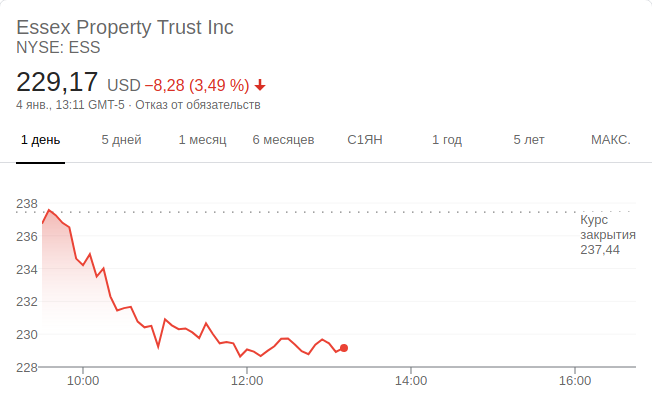 Essex Property Trust Inc
NYSE: ESS
229,17 USD −8,28 (3,49 %)
4 янв., 13:11 GMT-5 · Отказ от обязательств
1 день 5 дней 1 месяц 6 месяцев С1ЯН 1 год 5 лет МАКС.
238
Курс
236
закрытия
237,44
234
232
230
228
10:00 12:00 14:00 16:00